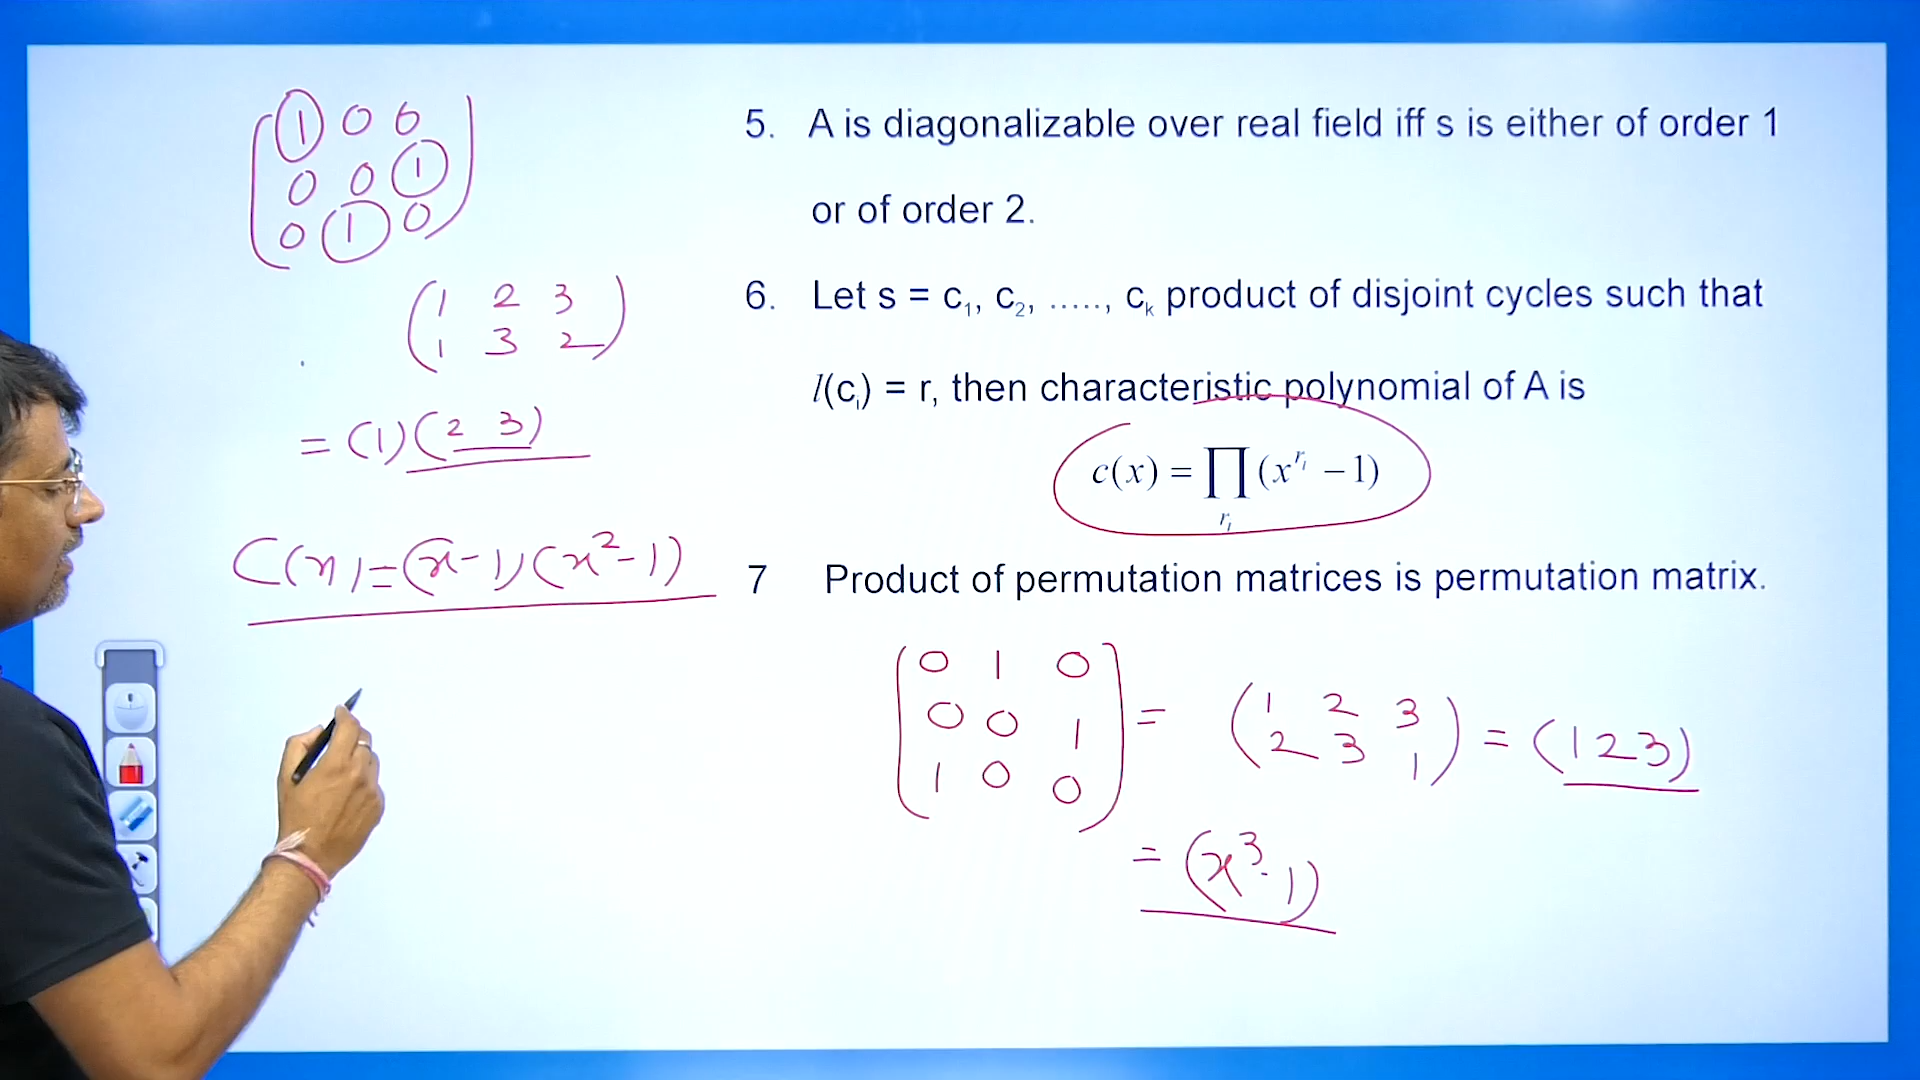 1 0 0
0 0 1
0 1 0
( 1 2 3
1 3 2 )
= (1)(2 3)
C(x)=(x-1)(x²-1)
5. A is diagonalizable over real field iff s is either of order 1
or of order 2.
6. Let s = c₁, c₂, ....., cₖ product of disjoint cycles such that
l(cᵢ) = r, then characteristic polynomial of A is
c(x) = ∏ (x^{rᵢ} − 1)
rᵢ
7 Product of permutation matrices is permutation matrix.
0 1 0
0 0 1
1 0 0
= ( 1 2 3
2 3 1 ) = (1 2 3)
= (x³-1)